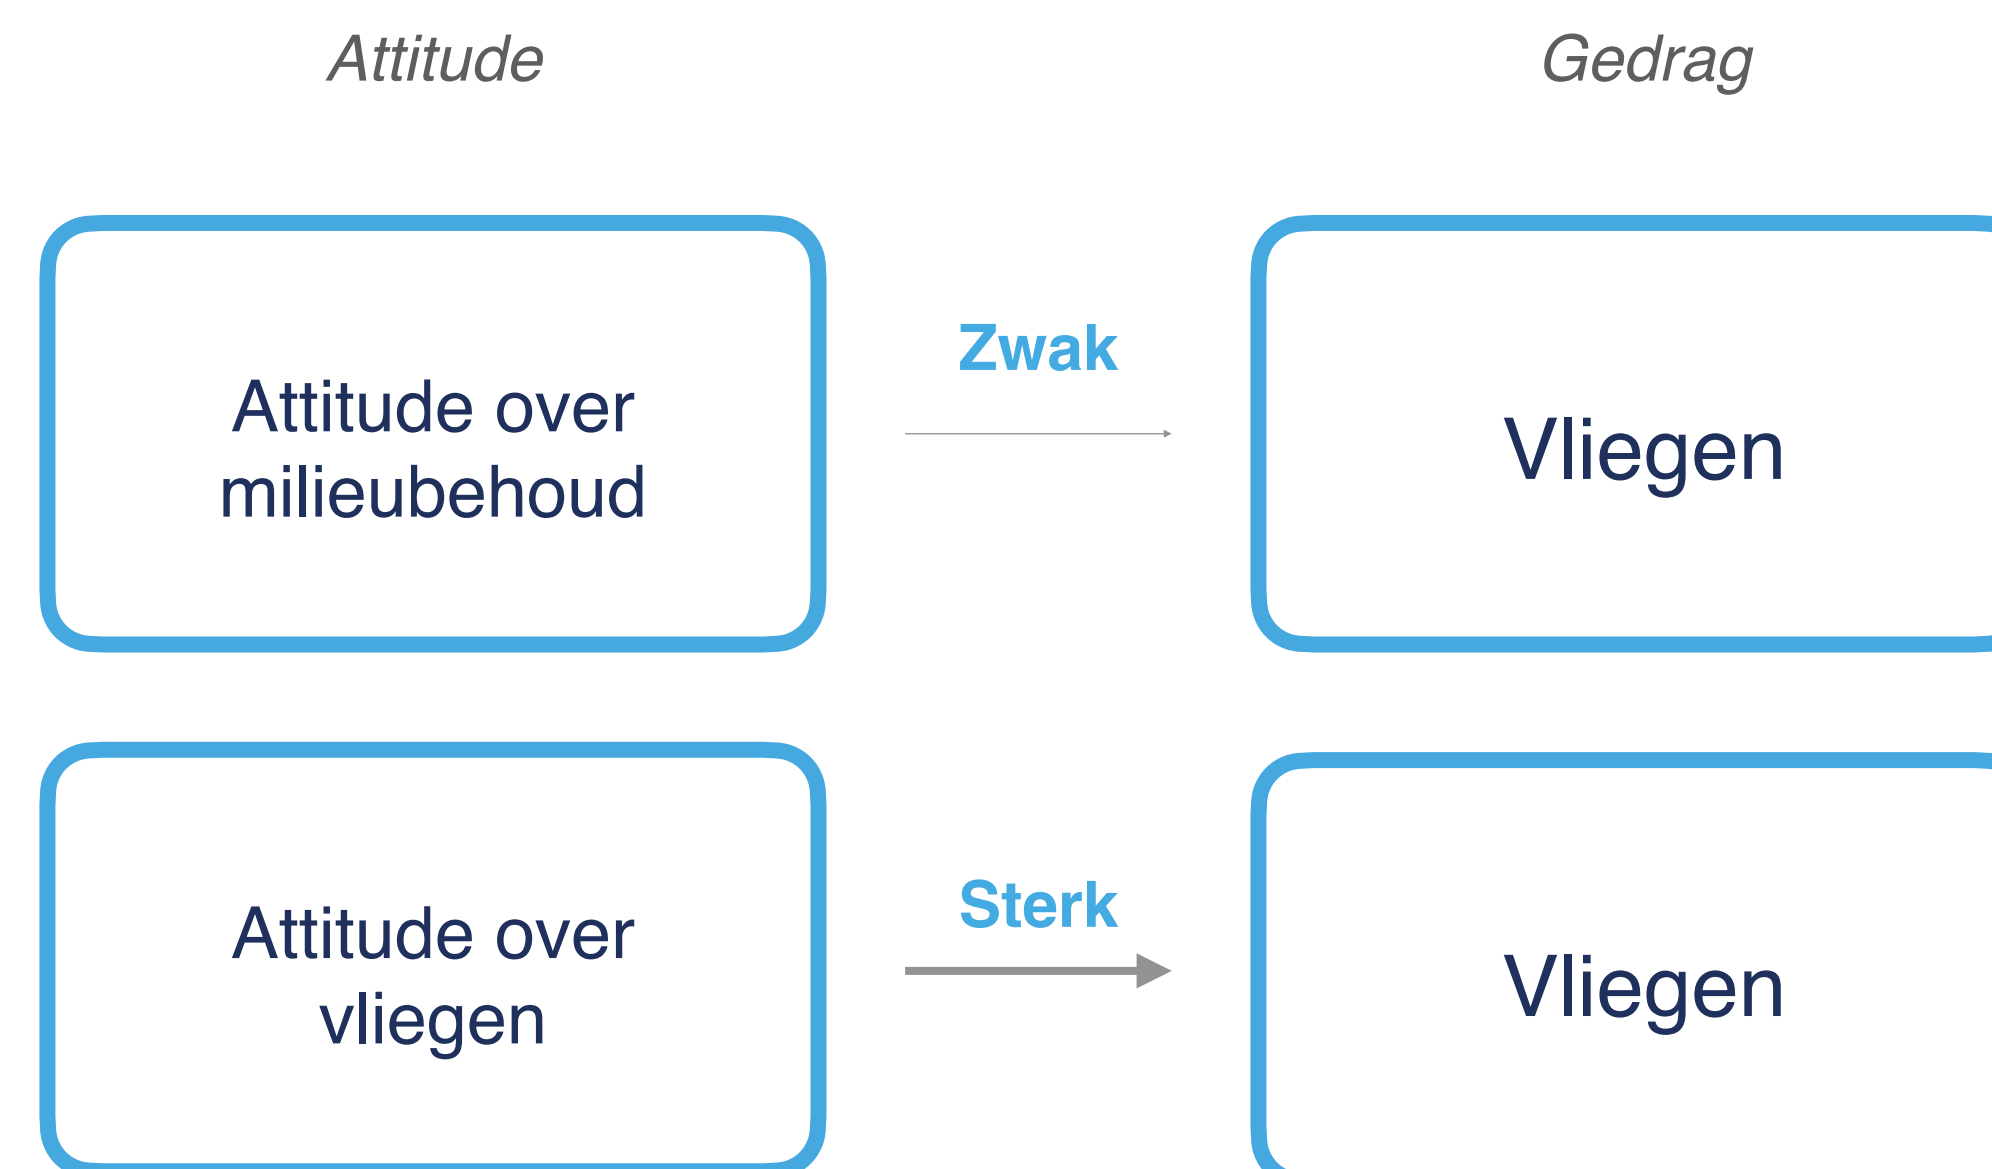 Attitude
Gedrag
Attitude over
milieubehoud
Zwak
Vliegen
Attitude over
vliegen
Sterk
Vliegen